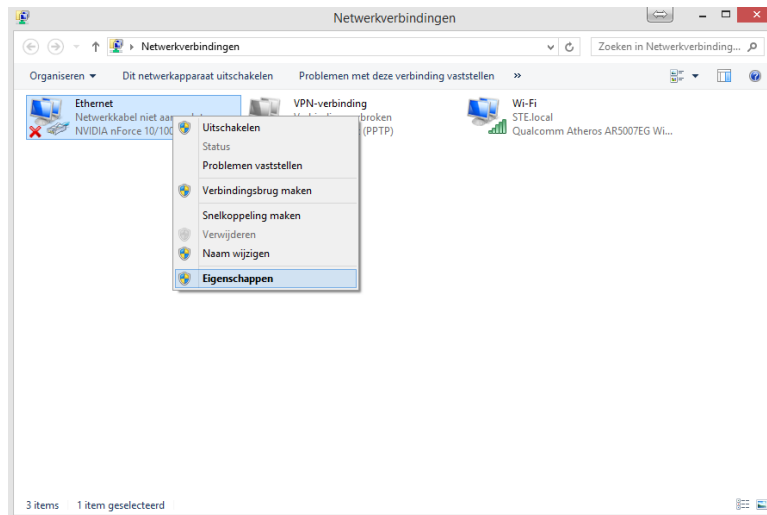 Netwerkverbindingen
Netwerkverbindingen
Zoeken in Netwerkverbinding...
Organiseren Dit netwerkapparaat uitschakelen Problemen met deze verbinding vaststellen »
Ethernet
Netwerkkabel niet
NVIDIA nForce 10/100
VPN-verbinding
(PPTP)
Wi-Fi
STE.local
Qualcomm Atheros AR5007EG Wi...
Uitschakelen
Status
Problemen vaststellen
Verbindingsbrug maken
Snelkoppeling maken
Verwijderen
Naam wijzigen
Eigenschappen
3 items 1 item geselecteerd